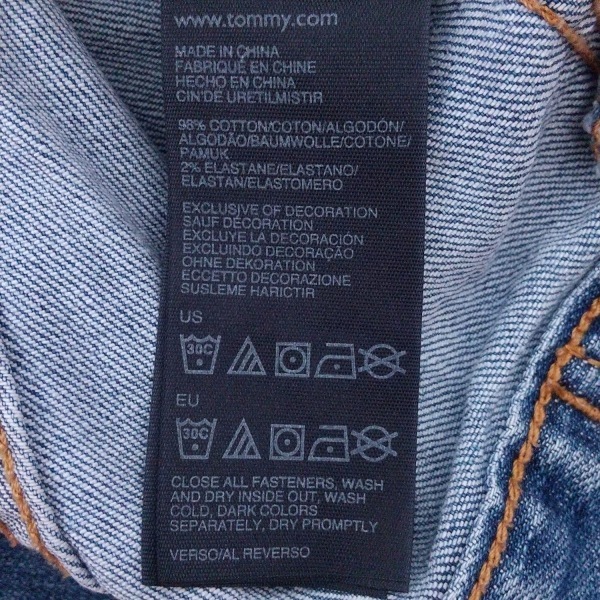 www.tommy.com
MADE IN CHINA
FABRIQUÉ EN CHINE
HECHO EN CHINA
CIN'DE URETILMISTIR
98% COTTON/COTON/ALGODÓN/
ALGODÃO/BAUMWOLLE/COTONE/
PAMUK
2% ELASTANE/ELASTANO/
ELASTAN/ELASTOMERO
EXCLUSIVE OF DECORATION
SAUF DÉCORATION
EXCLUYE LA DECORACIÓN
EXCLUINDO DECORAÇÃO
OHNE DEKORATION
ECCETTO DECORAZIONE
SUSLEME HARICTIR
US
30C
EU
30C
CLOSE ALL FASTENERS, WASH
AND DRY INSIDE OUT, WASH
COLD, DARK COLORS
SEPARATELY, DRY PROMPTLY
VERSO/AL REVERSO